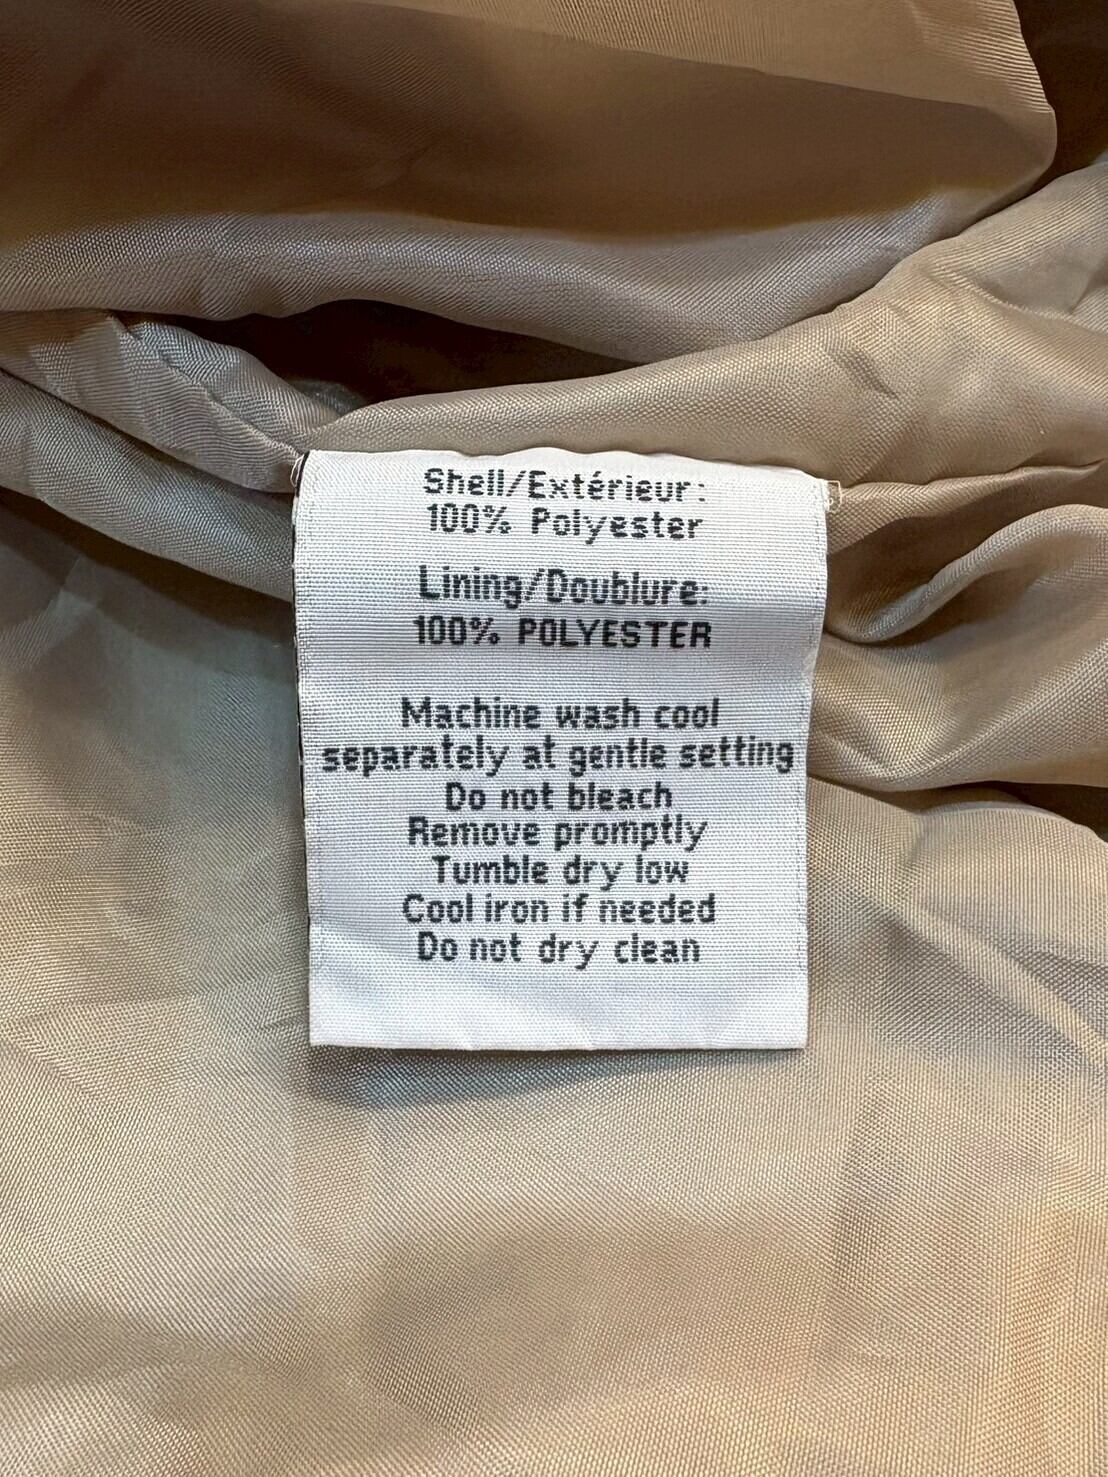 Shell/Extérieur:
100% Polyester
Lining/Doublure:
100% POLYESTER
Machine wash cool
separately at gentle setting
Do not bleach
Remove promptly
Tumble dry low
Cool iron if needed
Do not dry clean